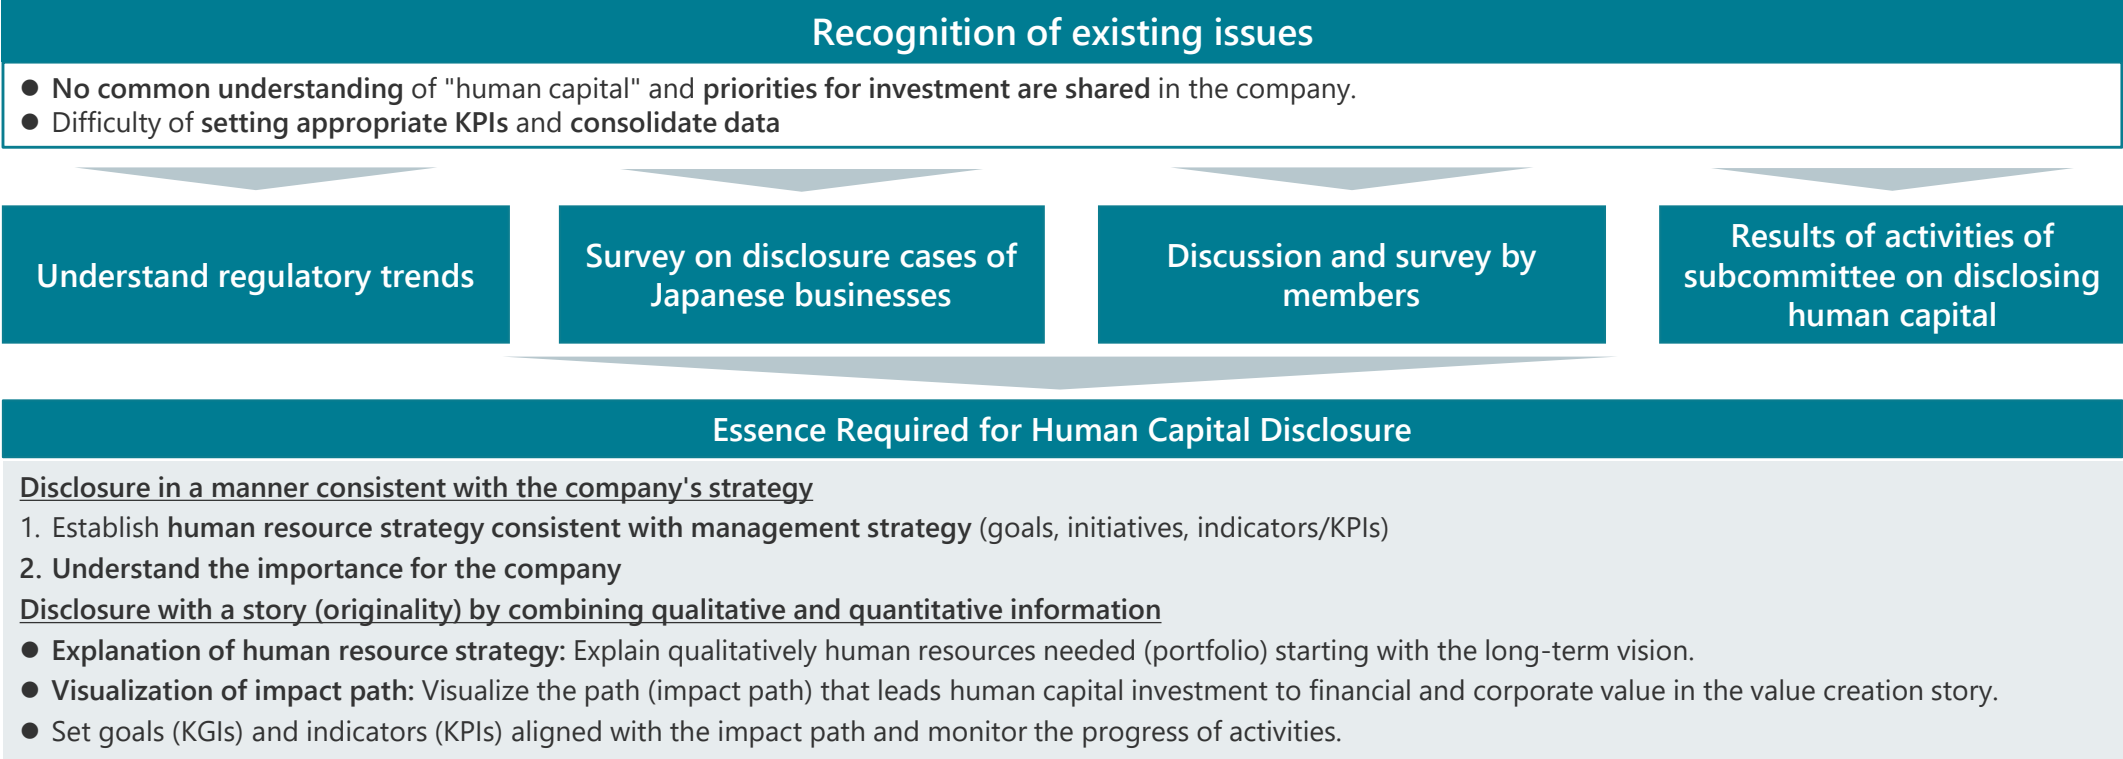 Recognition of existing issues
● No common understanding of "human capital" and priorities for investment are shared in the company.
● Difficulty of setting appropriate KPIs and consolidate data
Understand regulatory trends
Survey on disclosure cases of
Japanese businesses
Discussion and survey by
members
Results of activities of
subcommittee on disclosing
human capital
Essence Required for Human Capital Disclosure
Disclosure in a manner consistent with the company's strategy
1. Establish human resource strategy consistent with management strategy (goals, initiatives, indicators/KPIs)
2. Understand the importance for the company
Disclosure with a story (originality) by combining qualitative and quantitative information
● Explanation of human resource strategy: Explain qualitatively human resources needed (portfolio) starting with the long-term vision.
● Visualization of impact path: Visualize the path (impact path) that leads human capital investment to financial and corporate value in the value creation story.
● Set goals (KGIs) and indicators (KPIs) aligned with the impact path and monitor the progress of activities.